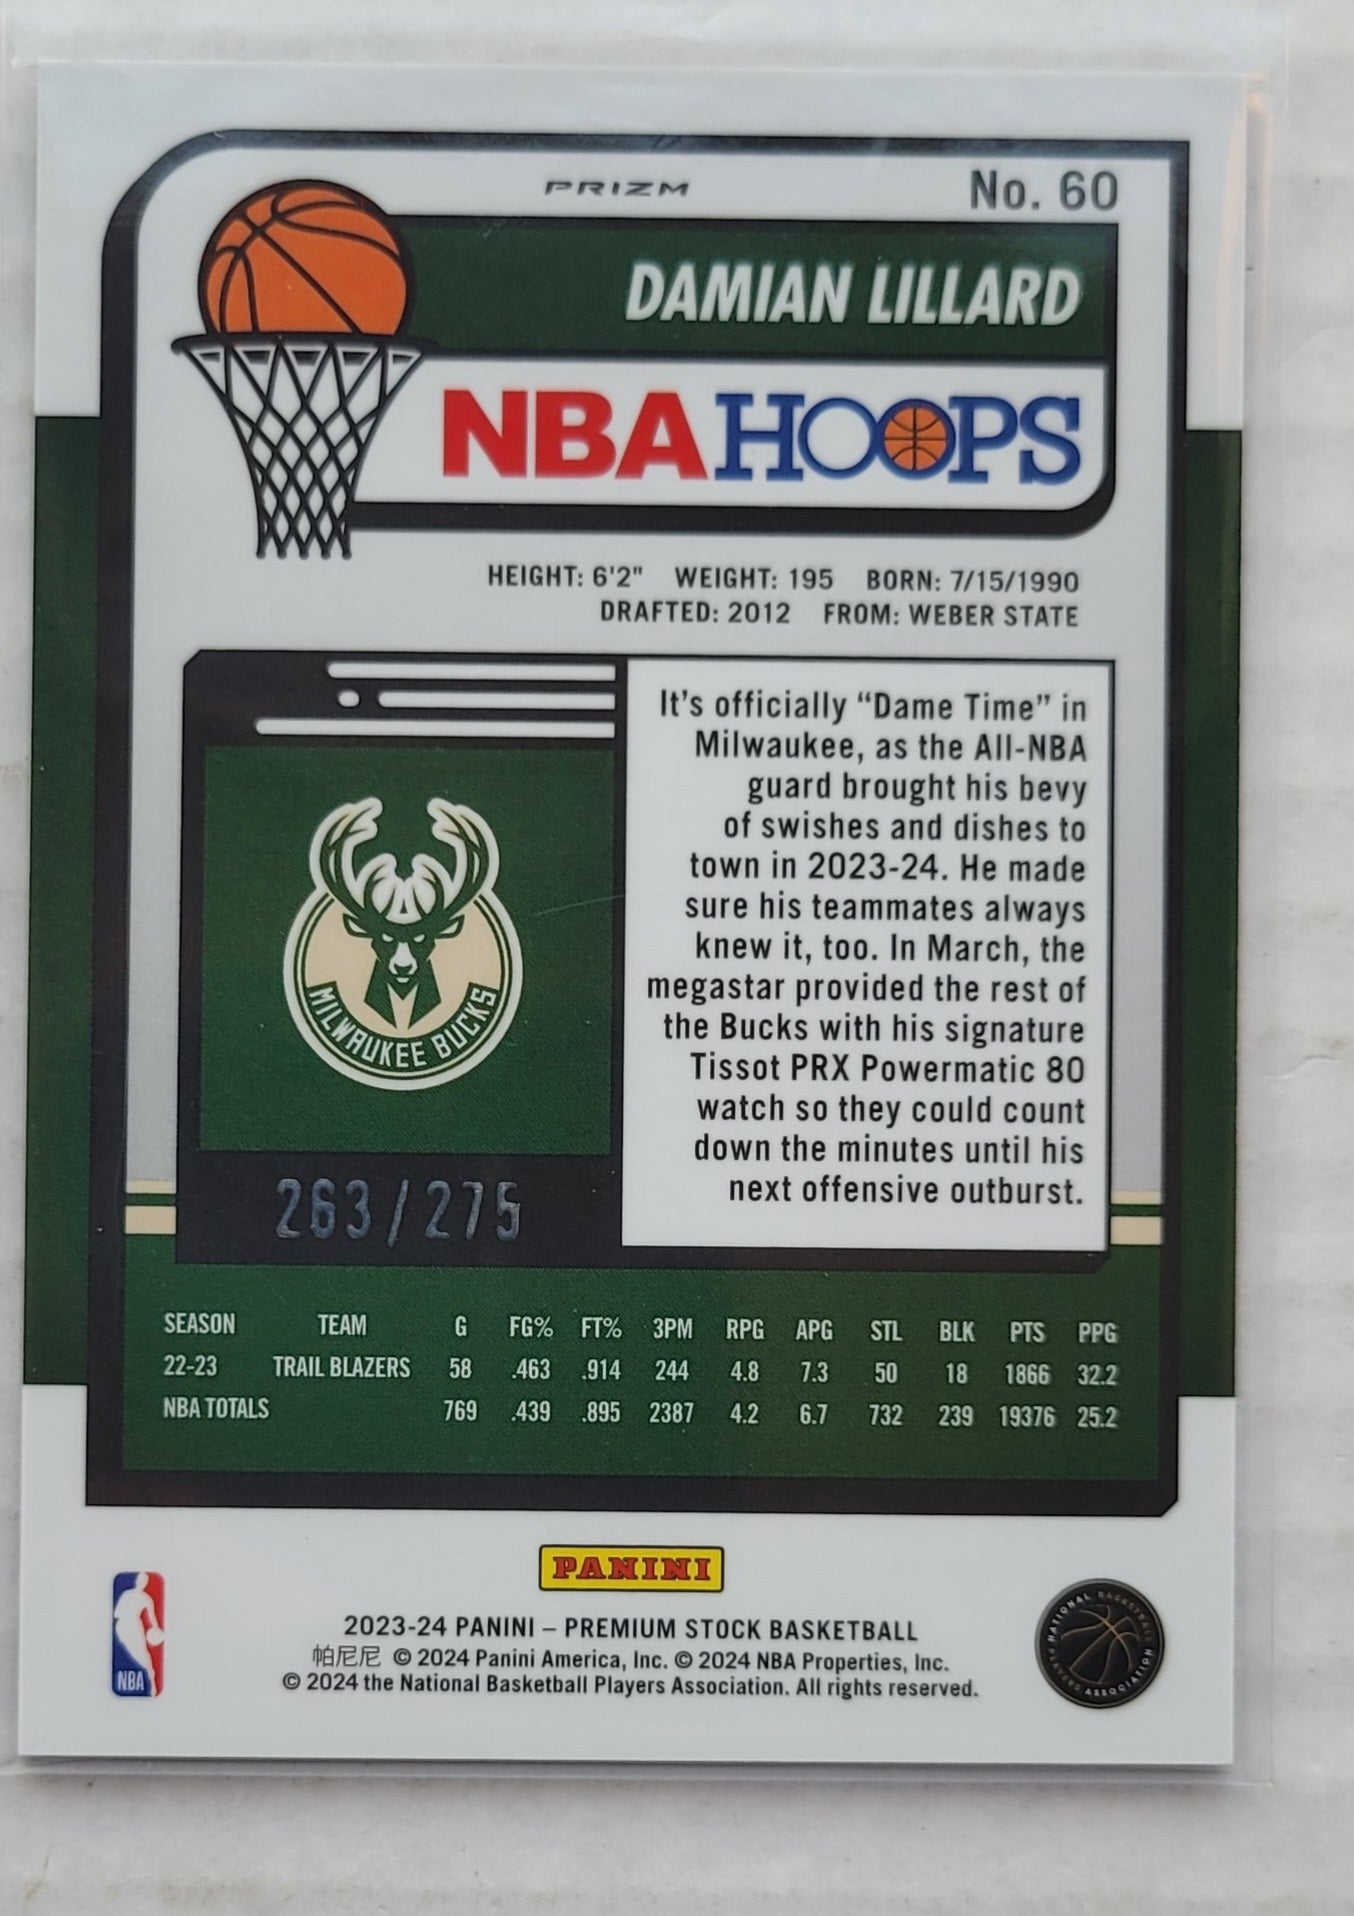 PRIZM
No. 60
DAMIAN LILLARD
NBA HOOPS
HEIGHT: 6'2" WEIGHT: 195 BORN: 7/15/1990
DRAFTED: 2012 FROM: WEBER STATE
It's officially “Dame Time” in
Milwaukee, as the All-NBA
guard brought his bevy
of swishes and dishes to
town in 2023-24. He made
sure his teammates always
knew it, too. In March, the
megastar provided the rest of
the Bucks with his signature
Tissot PRX Powermatic 80
watch so they could count
down the minutes until his
next offensive outburst.
MILWAUKEE BUCKS
263/275
SEASON TEAM G FG% FT% 3PM RPG APG STL BLK PTS PPG
22-23 TRAIL BLAZERS 58 .463 .914 244 4.8 7.3 50 18 1866 32.2
NBA TOTALS 769 .439 .895 2387 4.2 6.7 732 239 19376 25.2
PANINI
2023-24 PANINI – PREMIUM STOCK BASKETBALL
帕尼尼 © 2024 Panini America, Inc. © 2024 NBA Properties, Inc.
© 2024 the National Basketball Players Association. All rights reserved.
NBA
NATIONAL BASKETBALL PLAYERS ASSOCIATION